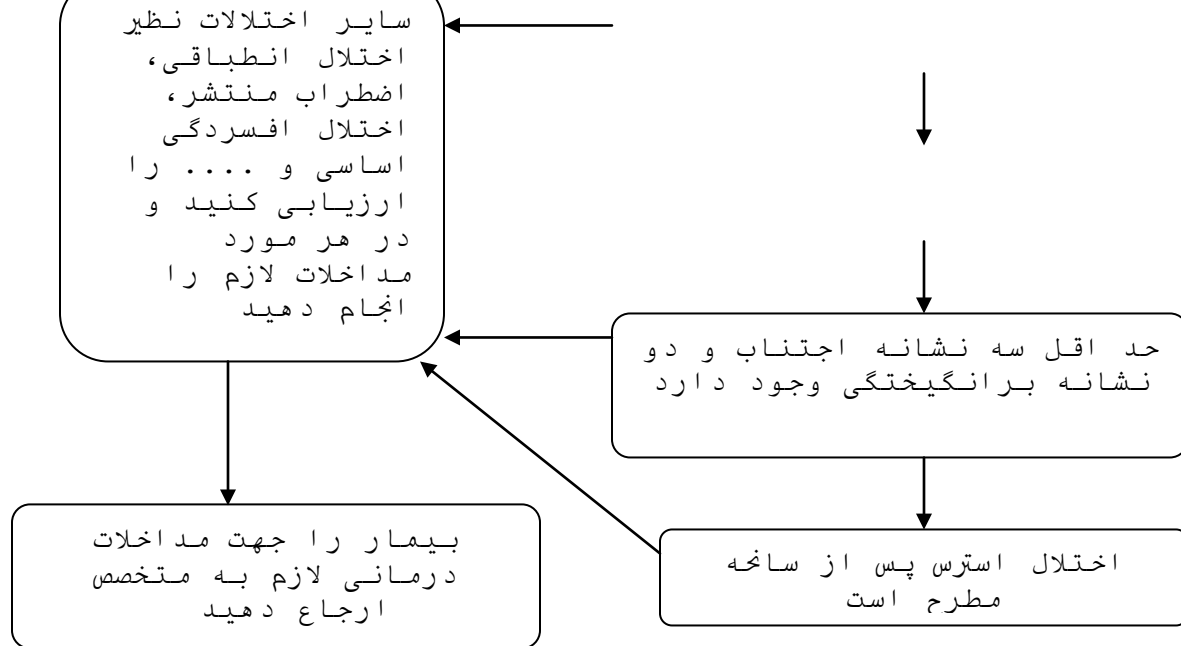 سایر اختلالات نظیر
اختلال انطباقی،
اضطراب منتشر،
اختلال افسردگی
اساسی و .... را
ارزیابی کنید و
در هر مورد
مداخلات لازم را
انجام دهید
حد اقل سه نشانه اجتناب و دو
نشانه برانگیختگی وجود دارد
اختلال استرس پس از سانحه
مطرح است
بیمار را جهت مداخلات
درمانی لازم به متخصص
ارجاع دهید